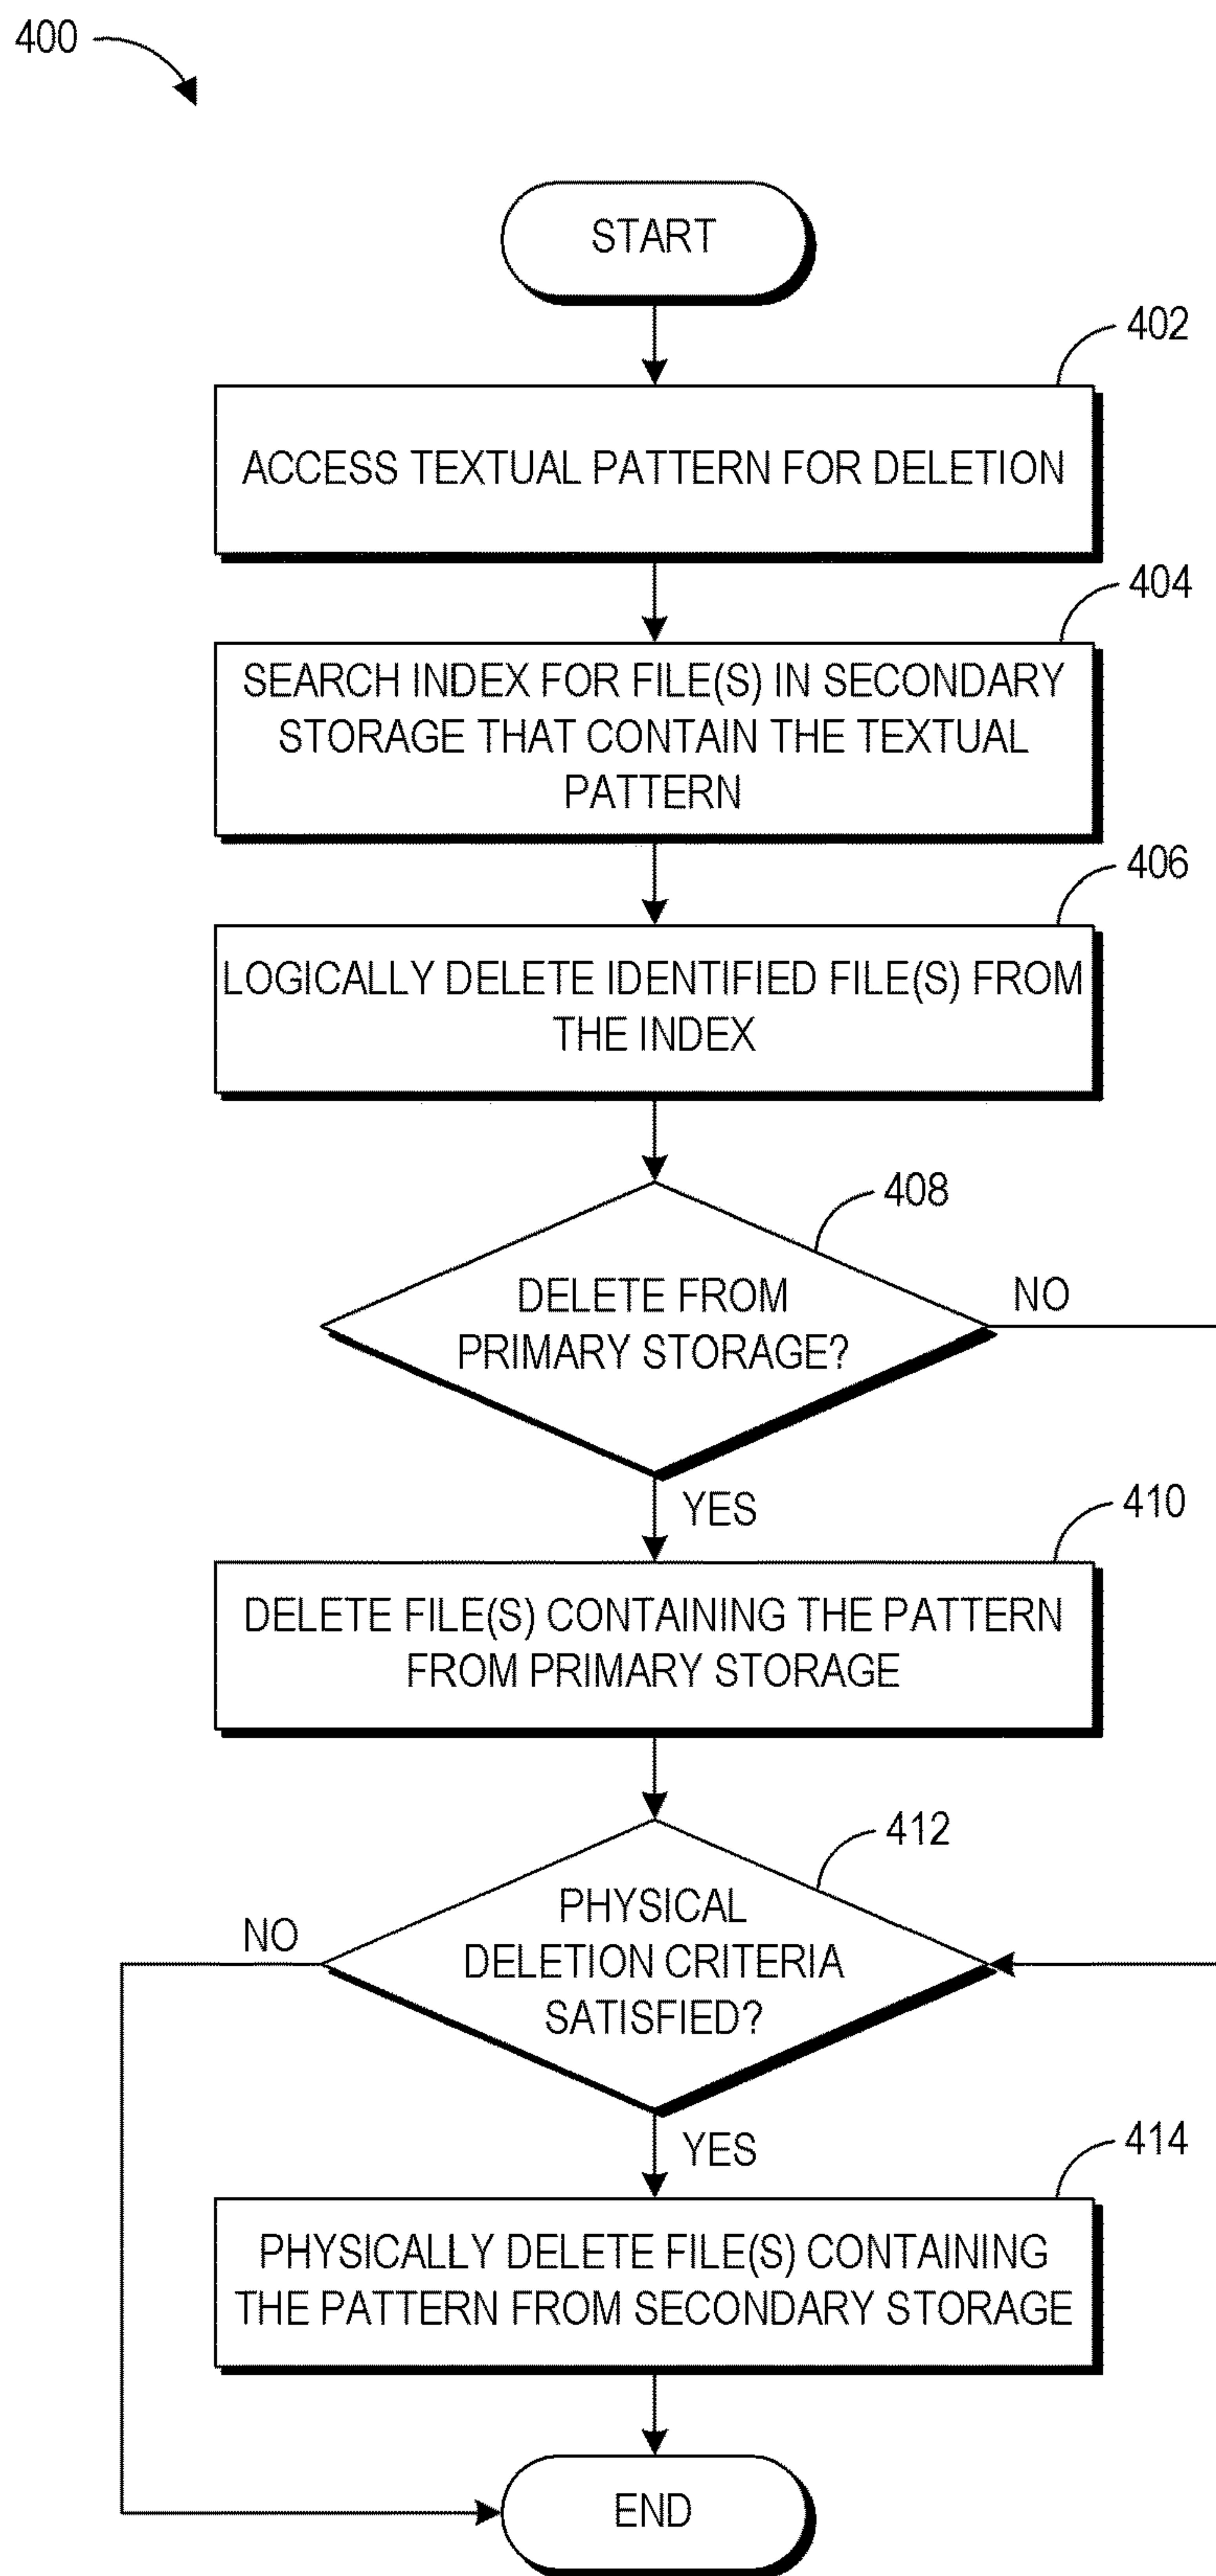 400
START
402
ACCESS TEXTUAL PATTERN FOR DELETION
404
SEARCH INDEX FOR FILE(S) IN SECONDARY
STORAGE THAT CONTAIN THE TEXTUAL
PATTERN
406
LOGICALLY DELETE IDENTIFIED FILE(S) FROM
THE INDEX
408
DELETE FROM
PRIMARY STORAGE?
NO
YES
410
DELETE FILE(S) CONTAINING THE PATTERN
FROM PRIMARY STORAGE
412
PHYSICAL
DELETION CRITERIA
SATISFIED?
NO
YES
414
PHYSICALLY DELETE FILE(S) CONTAINING
THE PATTERN FROM SECONDARY STORAGE
END